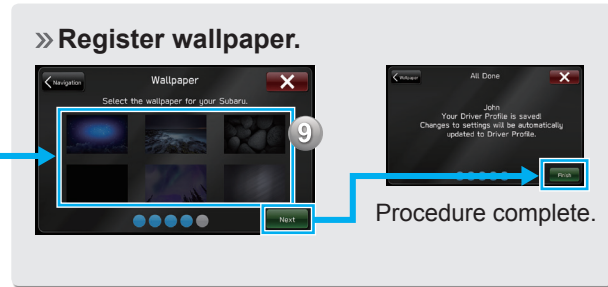 » Register wallpaper.
Navigation
Wallpaper
Select the wallpaper for your Subaru.
9
Next
Wallpaper
All Done
John
Your Driver Profile is saved!
Changes to settings will be automatically
updated to Driver Profile.
Finish
Procedure complete.